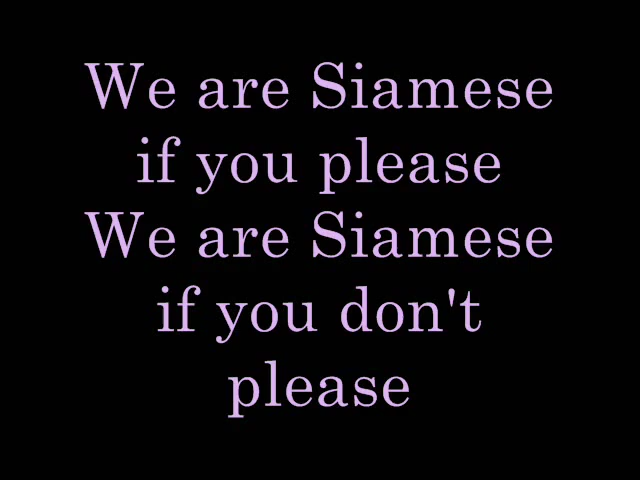 We are Siamese
if you please
We are Siamese
if you don't
please